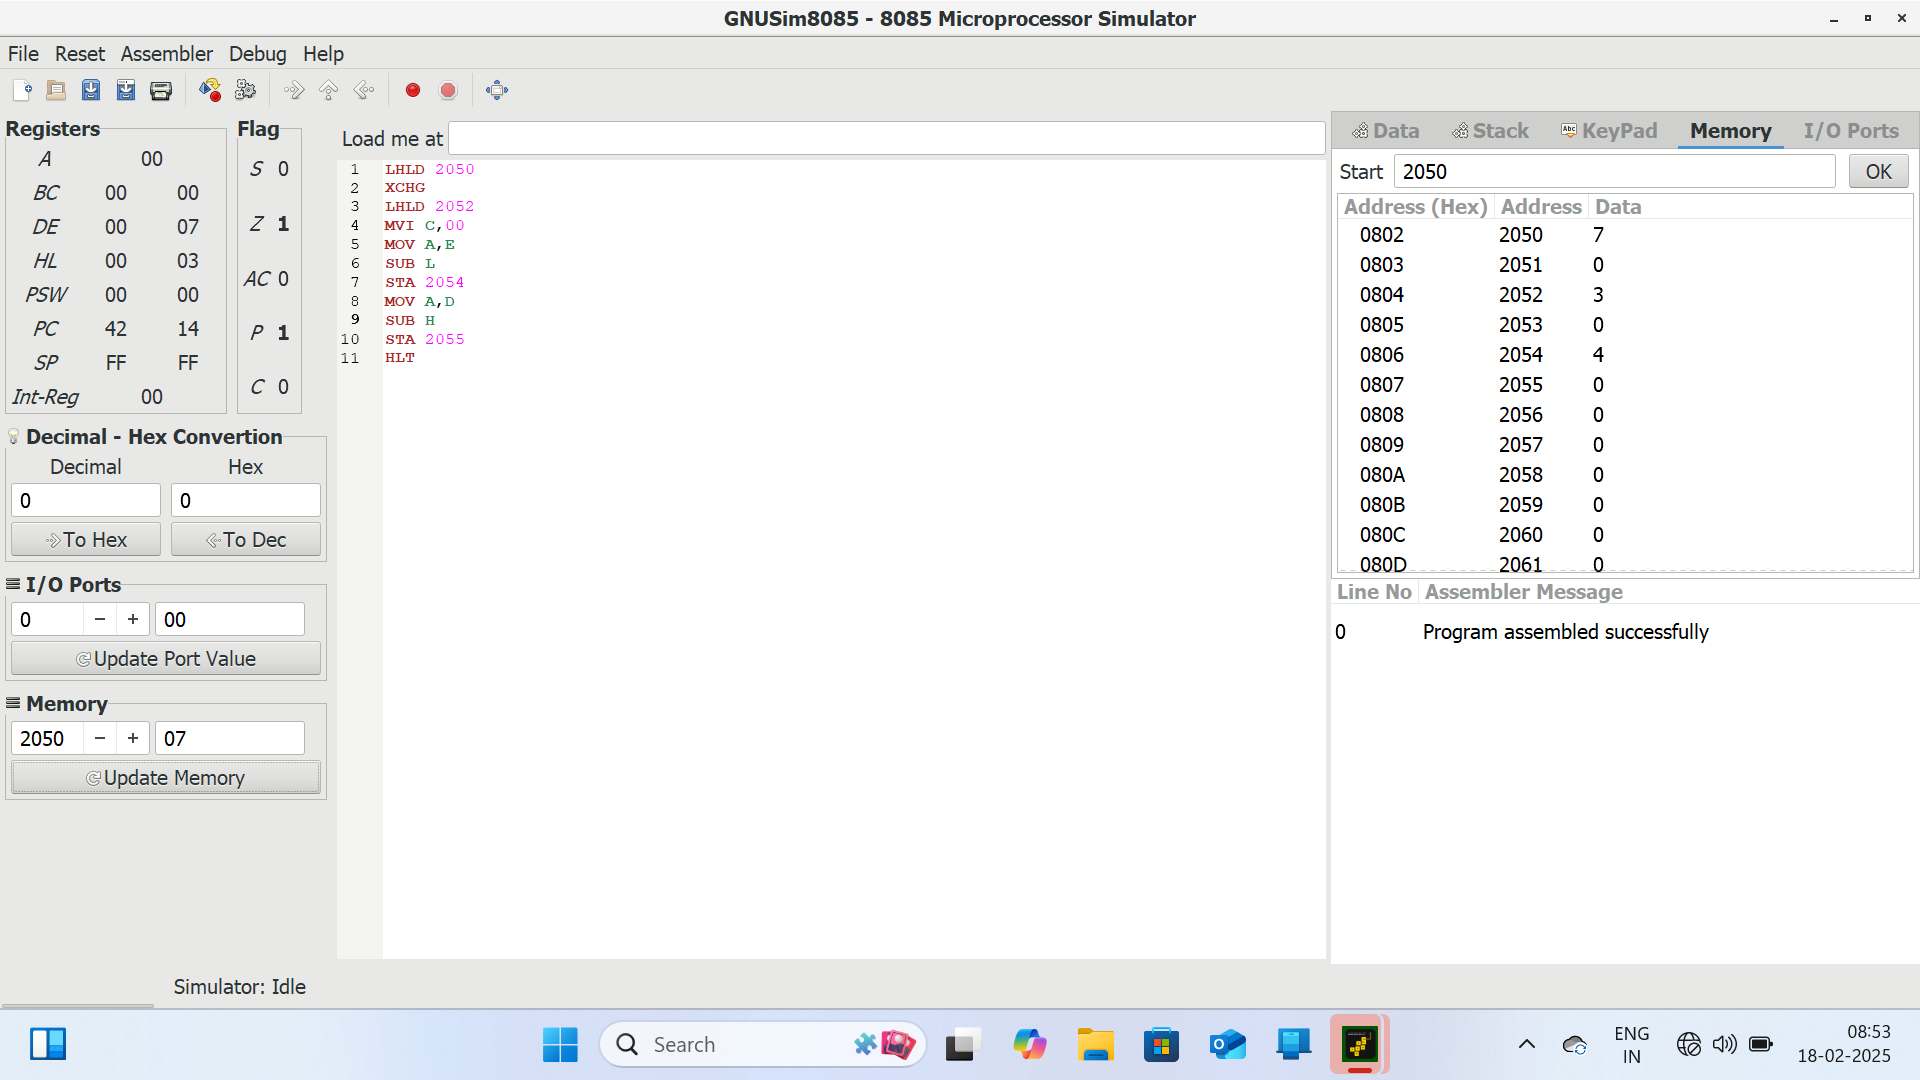 GNUSim8085 - 8085 Microprocessor Simulator
File Reset Assembler Debug Help
Registers
A 00
BC 00 00
DE 00 07
HL 00 03
PSW 00 00
PC 42 14
SP FF FF
Int-Reg 00
Flag
S 0
Z 1
AC 0
P 1
C 0
Decimal - Hex Convertion
Decimal Hex
0 0
To Hex To Dec
I/O Ports
0 − + 00
Update Port Value
Memory
2050 − + 07
Update Memory
Load me at
1 LHLD 2050
2 XCHG
3 LHLD 2052
4 MVI C,00
5 MOV A,E
6 SUB L
7 STA 2054
8 MOV A,D
9 SUB H
10 STA 2055
11 HLT
Data Stack Abc KeyPad Memory I/O Ports
Start 2050 OK
Address (Hex) Address Data
0802 2050 7
0803 2051 0
0804 2052 3
0805 2053 0
0806 2054 4
0807 2055 0
0808 2056 0
0809 2057 0
080A 2058 0
080B 2059 0
080C 2060 0
080D 2061 0
Line No Assembler Message
0 Program assembled successfully
Simulator: Idle
Search
ENG
IN
08:53
18-02-2025